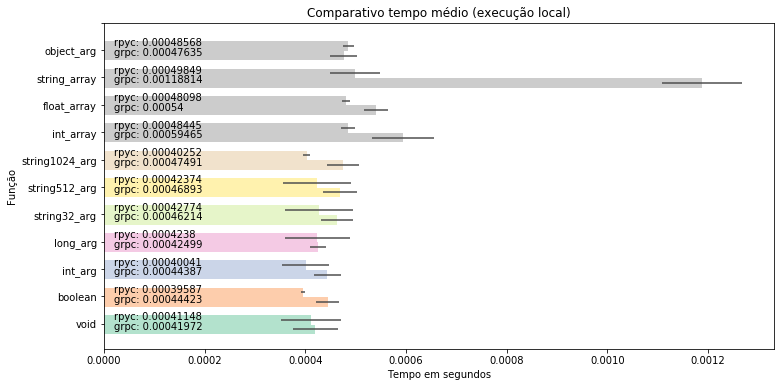 Comparativo tempo médio (execução local)
Função
object_arg
rpyc: 0.00048568
grpc: 0.00047635
string_array
rpyc: 0.00049849
grpc: 0.00118814
float_array
rpyc: 0.00048098
grpc: 0.00054
int_array
rpyc: 0.00048445
grpc: 0.00059465
string1024_arg
rpyc: 0.00040252
grpc: 0.00047491
string512_arg
rpyc: 0.00042374
grpc: 0.00046893
string32_arg
rpyc: 0.00042774
grpc: 0.00046214
long_arg
rpyc: 0.0004238
grpc: 0.00042499
int_arg
rpyc: 0.00040041
grpc: 0.00044387
boolean
rpyc: 0.00039587
grpc: 0.00044423
void
rpyc: 0.00041148
grpc: 0.00041972
0.0000 0.0002 0.0004 0.0006 0.0008 0.0010 0.0012
Tempo em segundos